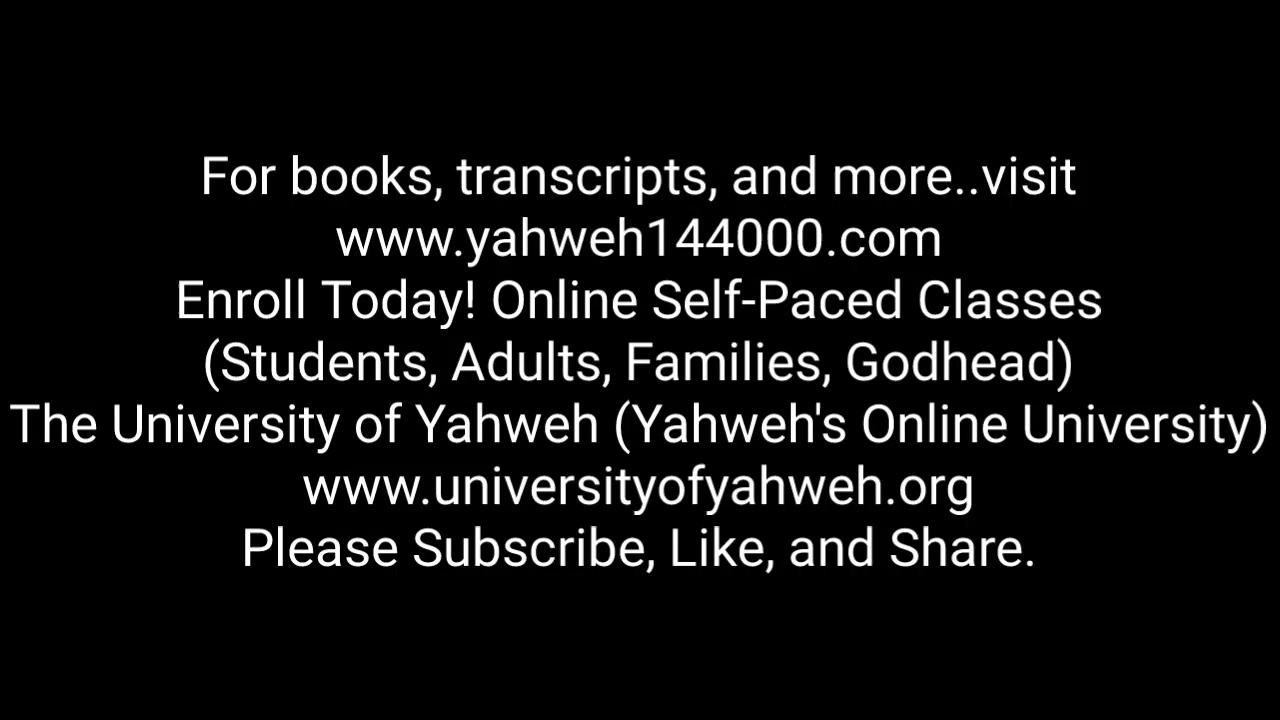 For books, transcripts, and more..visit
www.yahweh144000.com
Enroll Today! Online Self-Paced Classes
(Students, Adults, Families, Godhead)
The University of Yahweh (Yahweh's Online University)
www.universityofyahweh.org
Please Subscribe, Like, and Share.